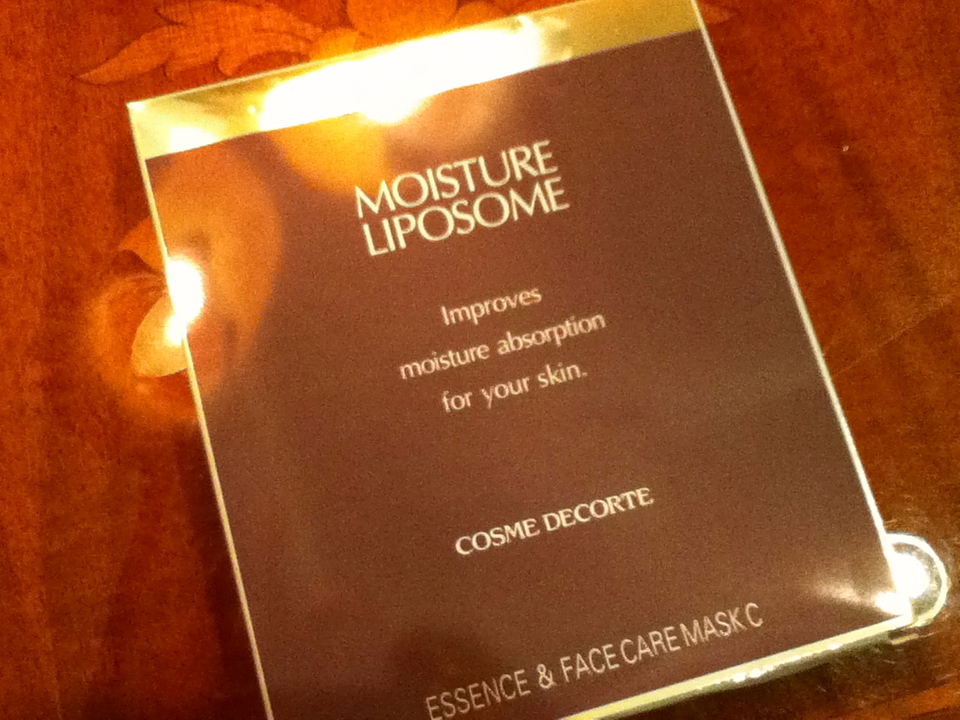 MOISTURE
LIPOSOME
Improves
moisture absorption
for your skin.
COSME DECORTE
ESSENCE & FACE CARE MASK C